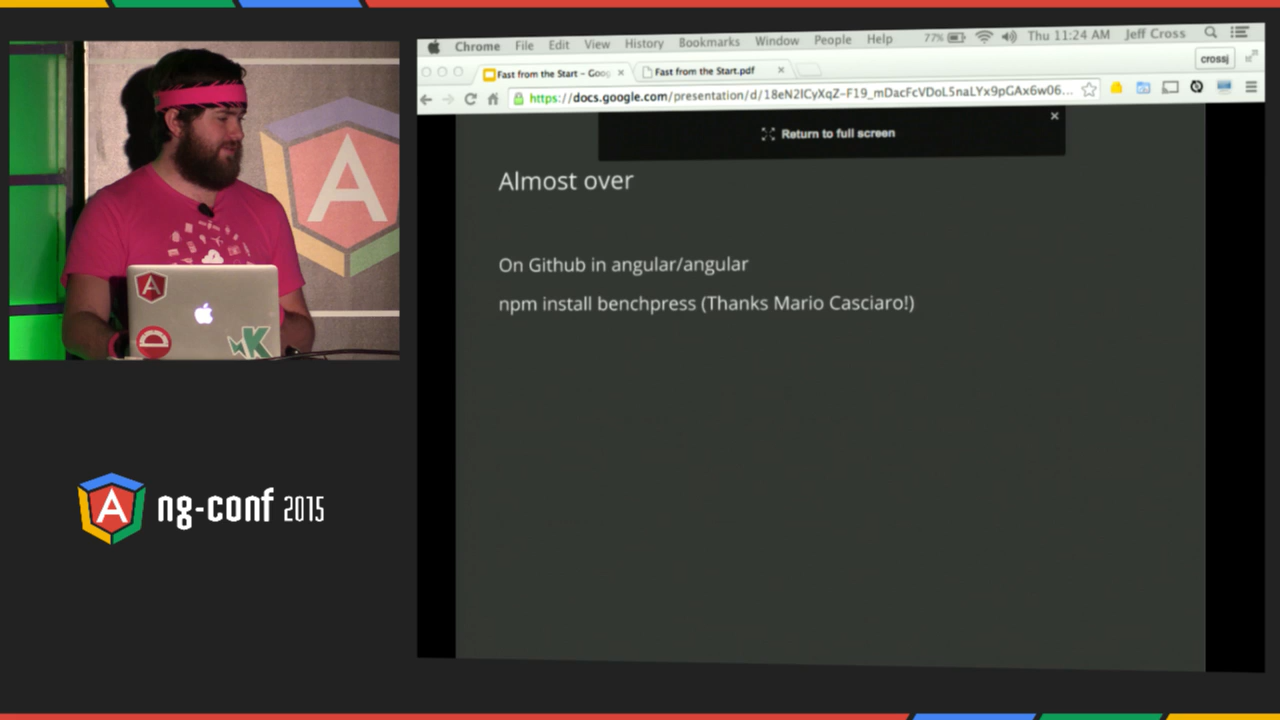 Chrome File Edit View History Bookmarks Window People Help 77% Thu 11:24 AM Jeff Cross
Fast from the Start – Goog
Fast from the Start.pdf
crossj
https://docs.google.com/presentation/d/18eN2ICyXqZ-F19_mDacFcVDoL5naLYx9pGAx6w06...
Return to full screen
Almost over
On Github in angular/angular
npm install benchpress (Thanks Mario Casciaro!)
A
A
K
A ng-conf 2015